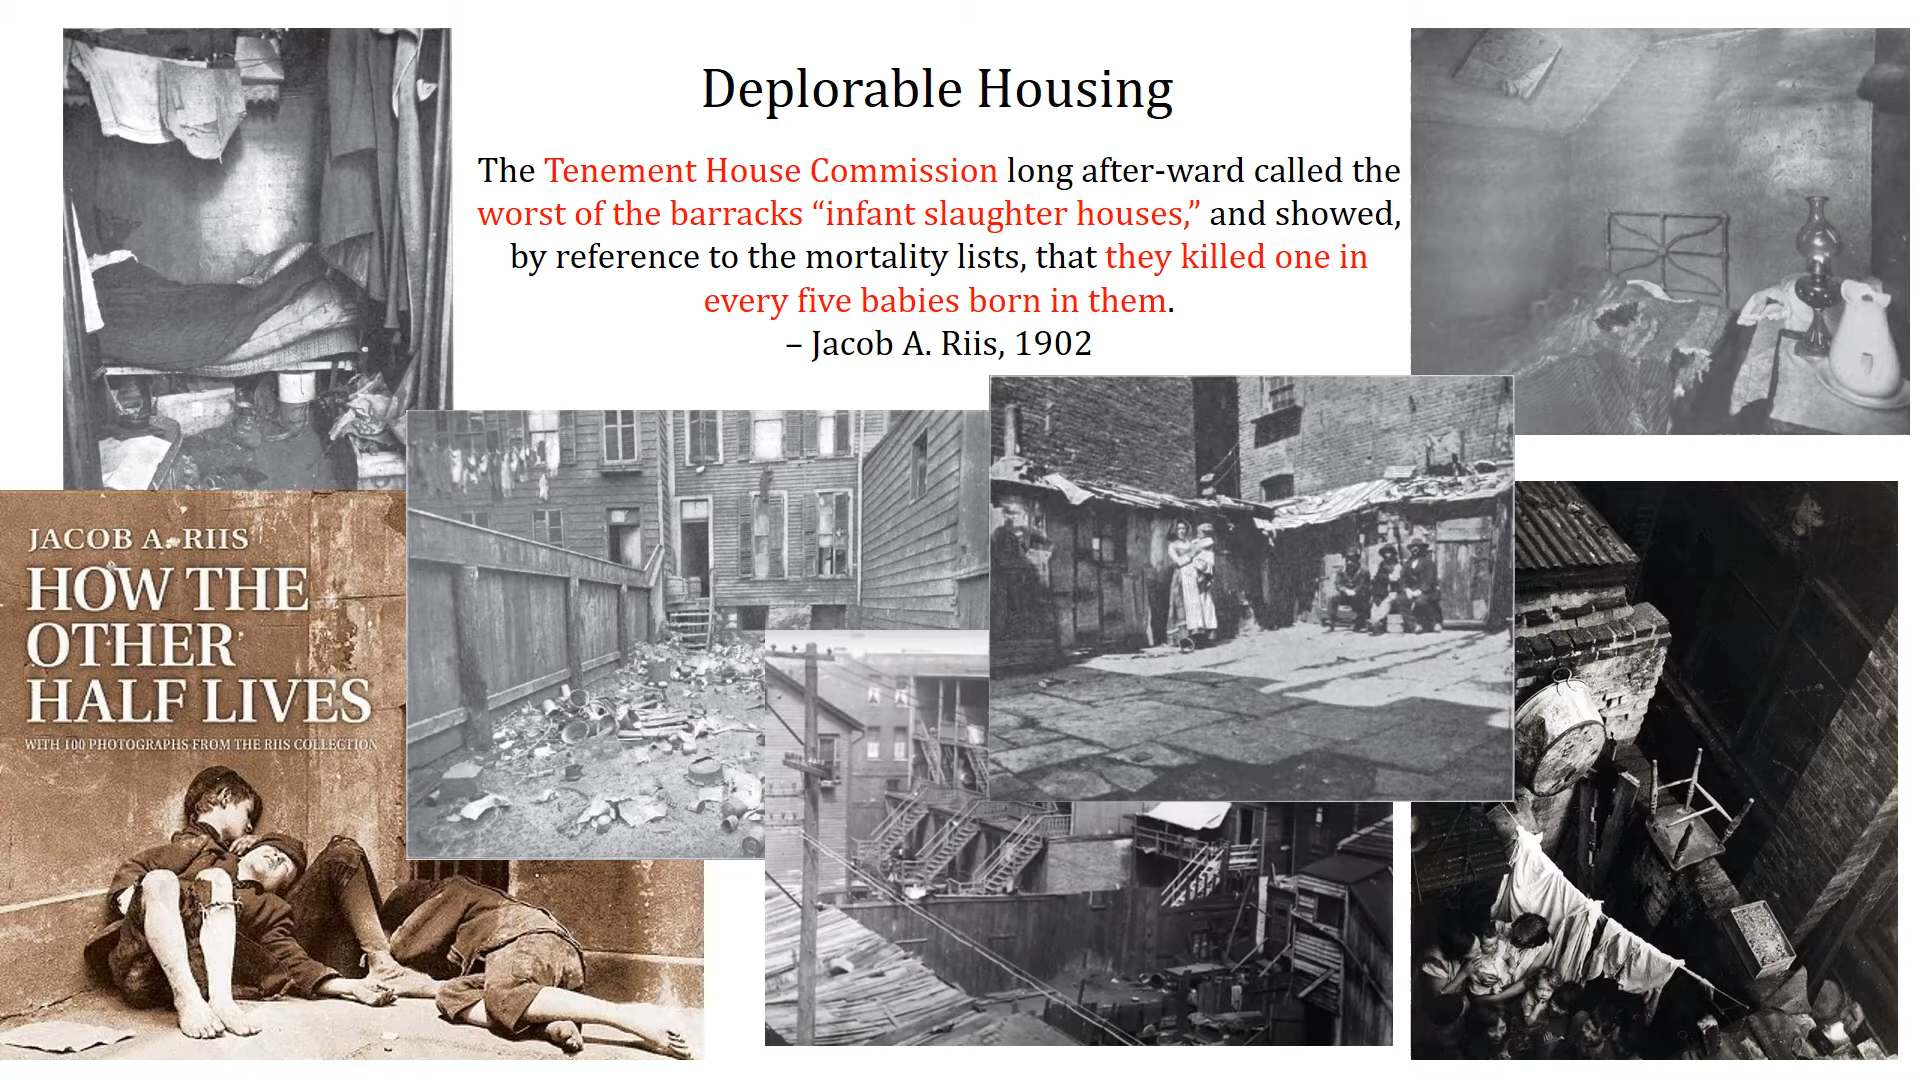 Deplorable Housing
The Tenement House Commission long after-ward called the
worst of the barracks “infant slaughter houses,” and showed,
by reference to the mortality lists, that they killed one in
every five babies born in them.
– Jacob A. Riis, 1902
JACOB A. RIIS
HOW THE
OTHER
HALF LIVES
WITH 100 PHOTOGRAPHS FROM THE RIIS COLLECTION